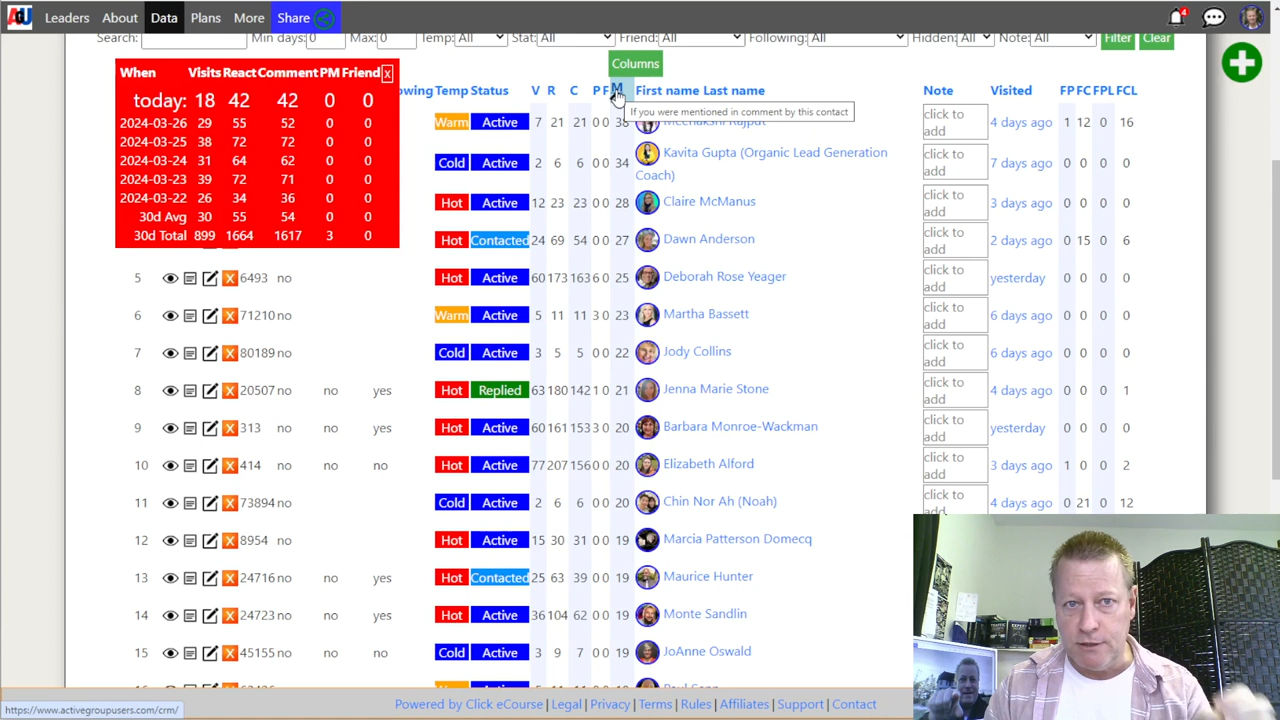 AGU Leaders About Data Plans More Share 4
Search: Min days: 0 Max: 0 Temp: All Stat: All Friend: All Following: All Hidden: All Note: All Filter Clear
Columns
When Visits React Comment PM Friend x
today: 18 42 42 0 0
2024-03-26 29 55 52 0 0
2024-03-25 38 72 72 0 0
2024-03-24 31 64 62 0 0
2024-03-23 39 72 71 0 0
2024-03-22 26 34 36 0 0
30d Avg 30 55 54 0 0
30d Total 899 1664 1617 3 0
owing Temp Status V R C P F M First name Last name Note Visited FP FC FPL FCL
If you were mentioned in comment by this contact
Warm Active 7 21 21 0 0 38 Meenakshi Rajput click to add 4 days ago 1 12 0 16
Cold Active 2 6 6 0 0 34 Kavita Gupta (Organic Lead Generation Coach) click to add 7 days ago 0 0 0 0
Hot Active 12 23 23 0 0 28 Claire McManus click to add 3 days ago 0 0 0 0
Hot Contacted 24 69 54 0 0 27 Dawn Anderson click to add 2 days ago 0 15 0 6
5 X 6493 no Hot Active 60 173 163 6 0 25 Deborah Rose Yeager click to add yesterday 0 0 0 0
6 X 71210 no Warm Active 5 11 11 3 0 23 Martha Bassett click to add 6 days ago 0 0 0 0
7 X 80189 no Cold Active 3 5 5 0 0 22 Jody Collins click to add 6 days ago 0 0 0 0
8 X 20507 no no yes Hot Replied 63 180 142 1 0 21 Jenna Marie Stone click to add 4 days ago 0 0 0 1
9 X 313 no no yes Hot Active 60 161 153 3 0 20 Barbara Monroe-Wackman click to add yesterday 0 0 0 0
10 X 414 no no no Hot Active 77 207 156 0 0 20 Elizabeth Alford click to add 3 days ago 1 0 0 2
11 X 73894 no Cold Active 2 6 6 0 0 20 Chin Nor Ah (Noah) click to add 4 days ago 0 21 0 12
12 X 8954 no Hot Active 15 30 31 0 0 19 Marcia Patterson Domecq
13 X 24716 no no yes Hot Contacted 25 63 39 0 0 19 Maurice Hunter
14 X 24723 no no yes Hot Active 36 104 62 0 0 19 Monte Sandlin
15 X 45155 no no no Cold Active 3 9 7 0 0 19 JoAnne Oswald
Powered by Click eCourse | Legal | Privacy | Terms | Rules | Affiliates | Support | Contact
https://www.activegroupusers.com/crm/